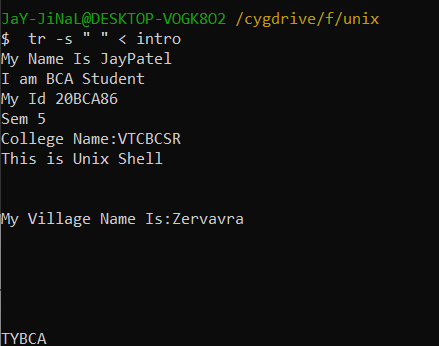 JaY-JiNaL@DESKTOP-VOGK8O2 /cygdrive/f/unix
$  tr -s " " < intro
My Name Is JayPatel
I am BCA Student
My Id 20BCA86
Sem 5
College Name:VTCBCSR
This is Unix Shell
My Village Name Is:Zervavra
TYBCA